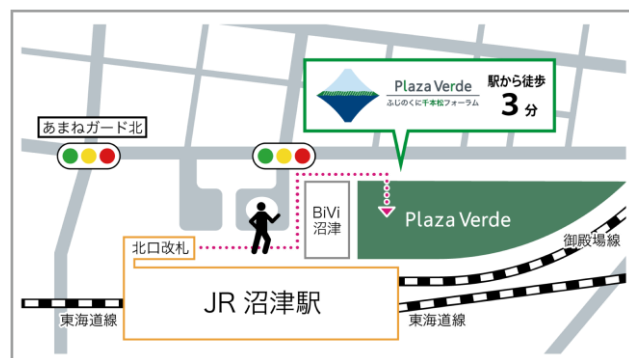 Plaza Verde
ふじのくに千本松フォーラム
駅から徒歩
3分
あまねガード北
BiVi
沼津
Plaza Verde
北口改札
御殿場線
JR 沼津駅
東海道線
東海道線